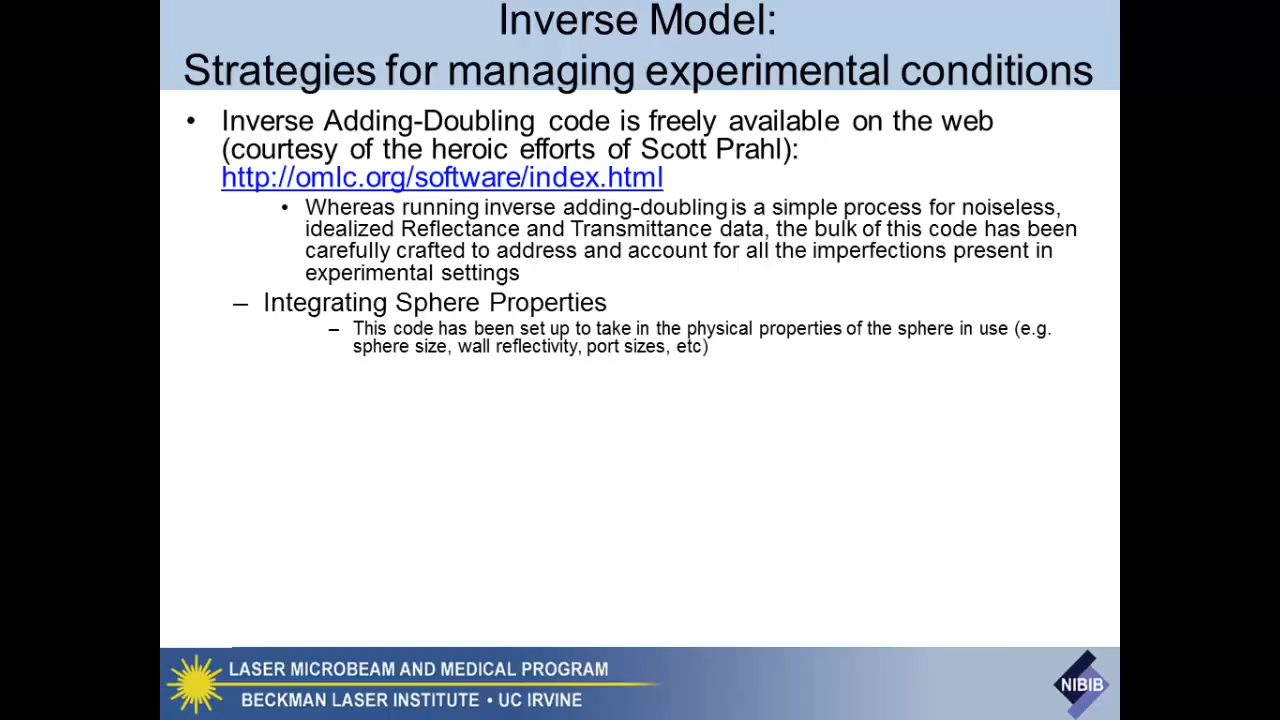 Inverse Model:
Strategies for managing experimental conditions
• Inverse Adding-Doubling code is freely available on the web
(courtesy of the heroic efforts of Scott Prahl):
http://omlc.org/software/index.html
• Whereas running inverse adding-doubling is a simple process for noiseless,
idealized Reflectance and Transmittance data, the bulk of this code has been
carefully crafted to address and account for all the imperfections present in
experimental settings
– Integrating Sphere Properties
– This code has been set up to take in the physical properties of the sphere in use (e.g.
sphere size, wall reflectivity, port sizes, etc)
LASER MICROBEAM AND MEDICAL PROGRAM
BECKMAN LASER INSTITUTE • UC IRVINE
NIBIB